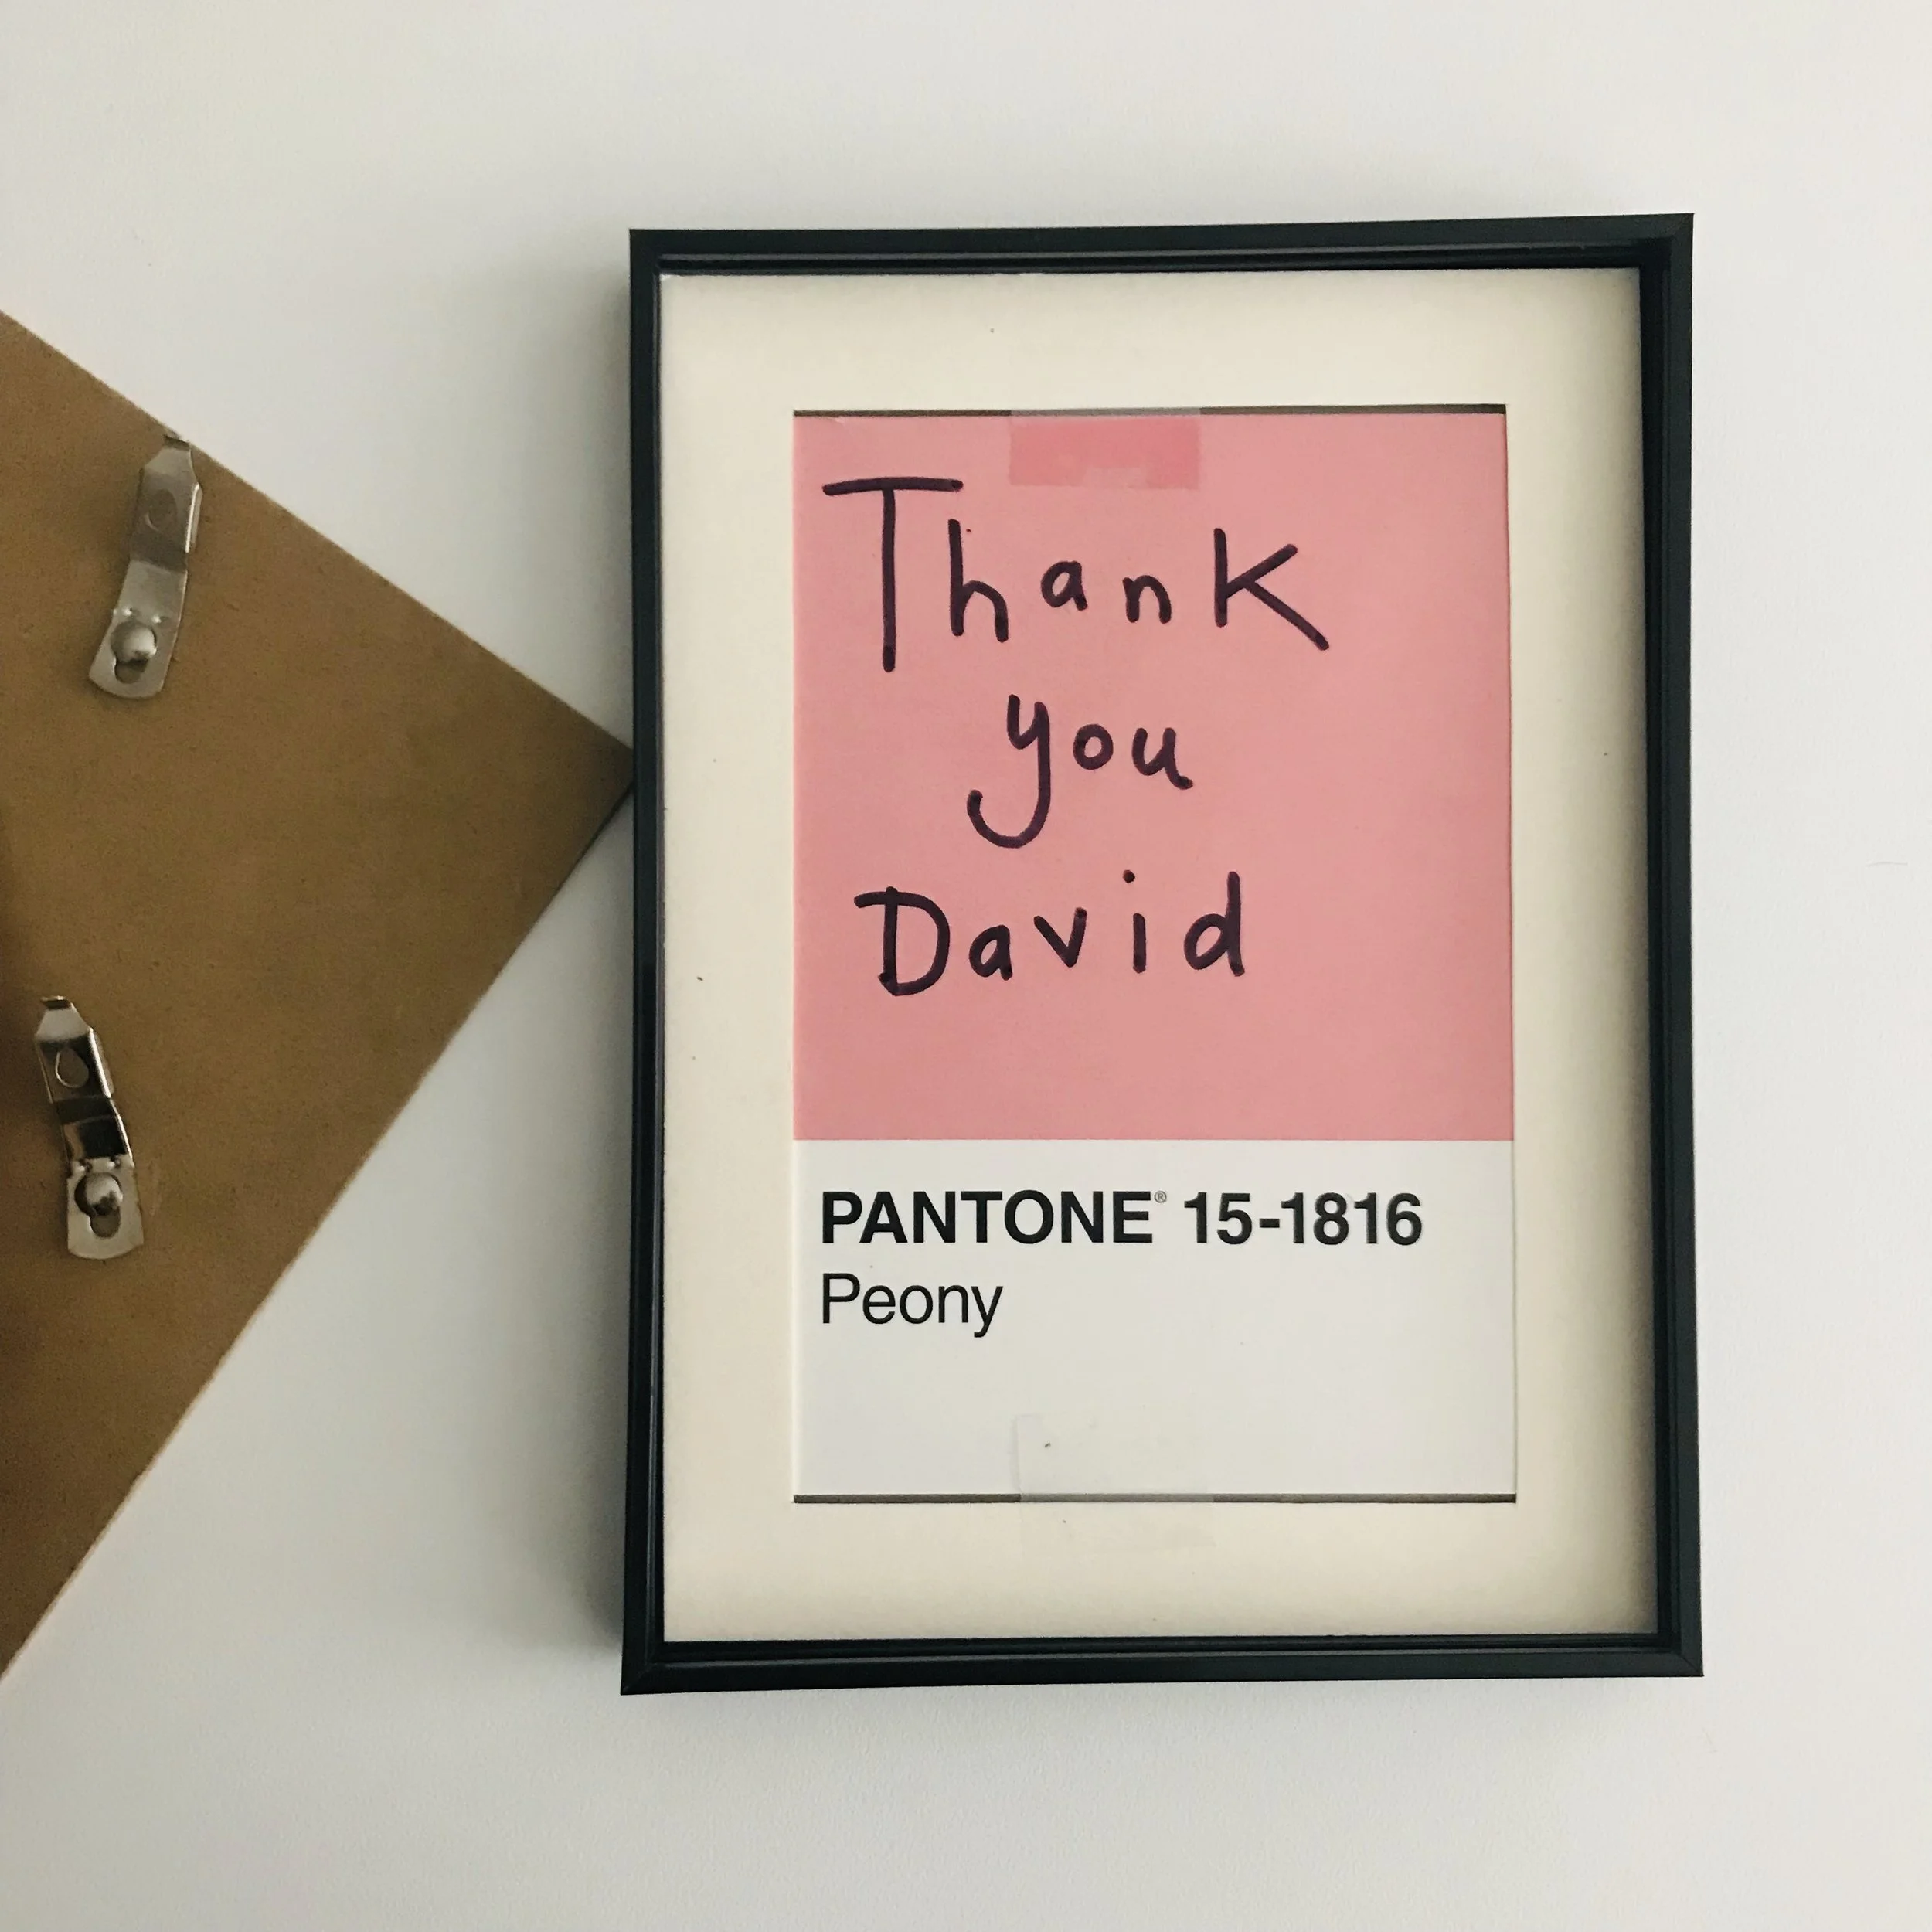 Thank
you
David
PANTONE® 15-1816
Peony